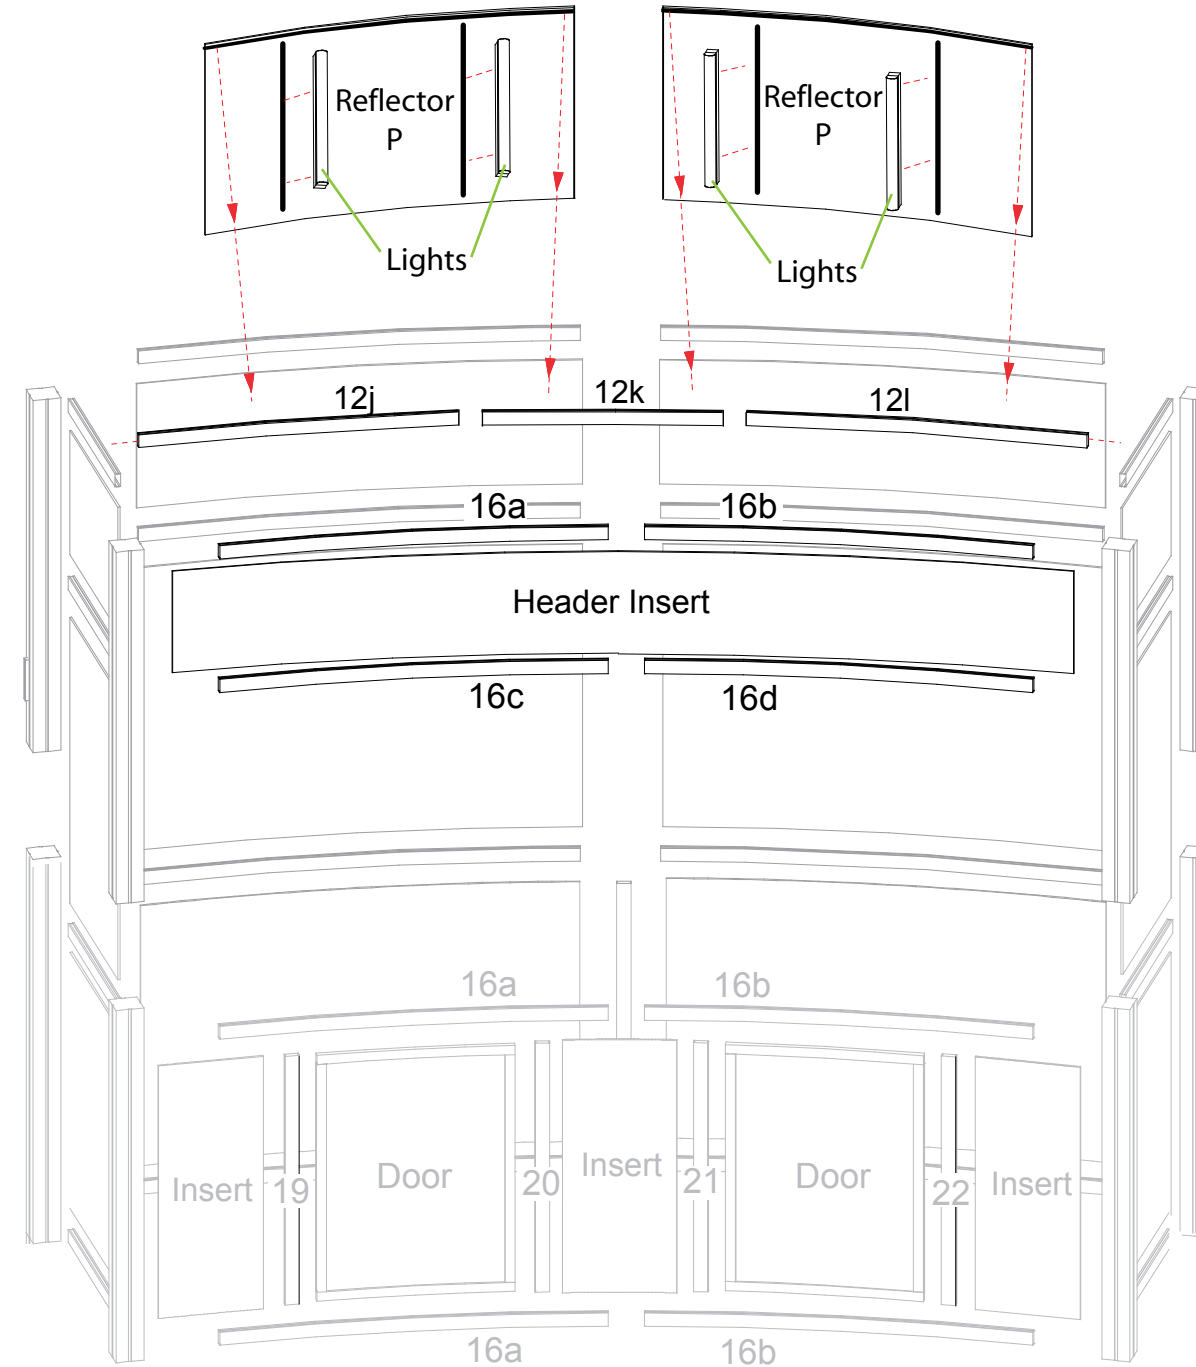 Reflector
P
Reflector
P
Lights
Lights
12j
12k
12l
16a
16b
Header Insert
16c
16d
16a
16b
Insert
19
Door
20
Insert
21
Door
22
Insert
16a
16b